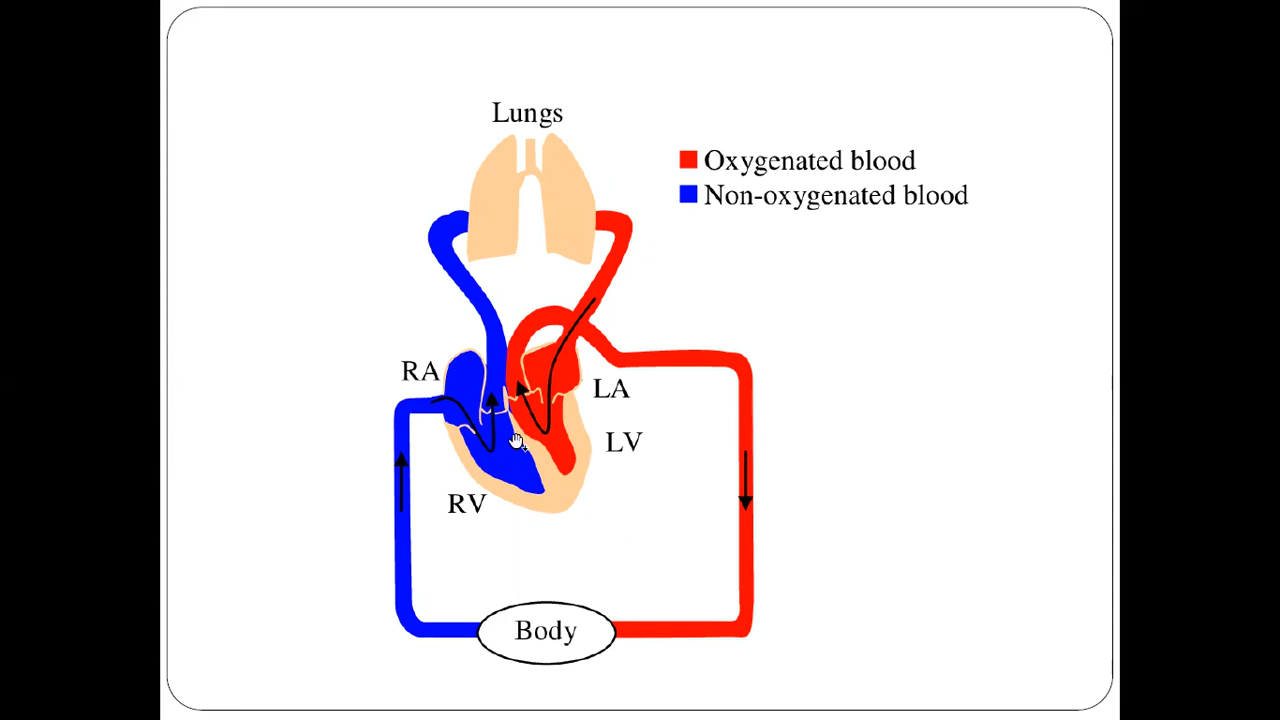 Lungs
Oxygenated blood
Non-oxygenated blood
RA
LA
LV
RV
Body